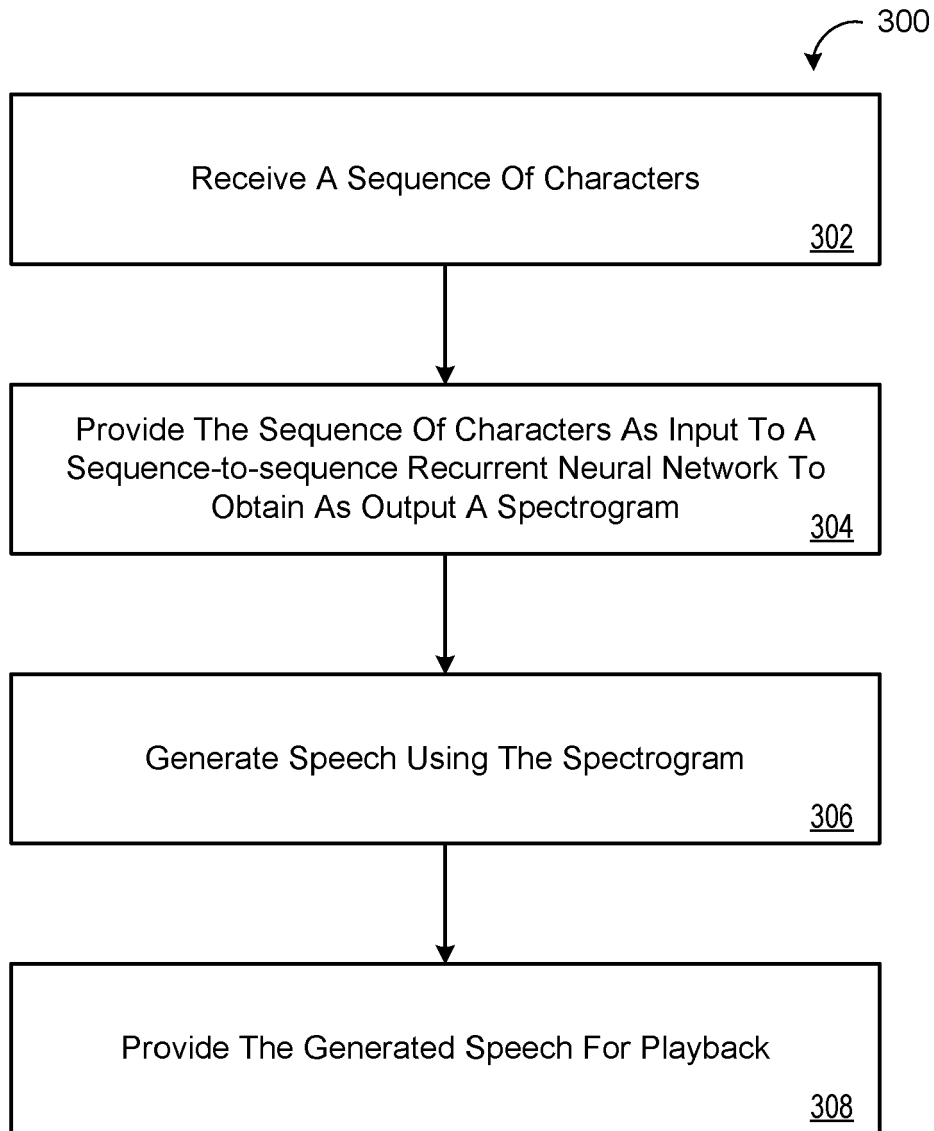 300
Receive A Sequence Of Characters
302
Provide The Sequence Of Characters As Input To A
Sequence-to-sequence Recurrent Neural Network To
Obtain As Output A Spectrogram
304
Generate Speech Using The Spectrogram
306
Provide The Generated Speech For Playback
308